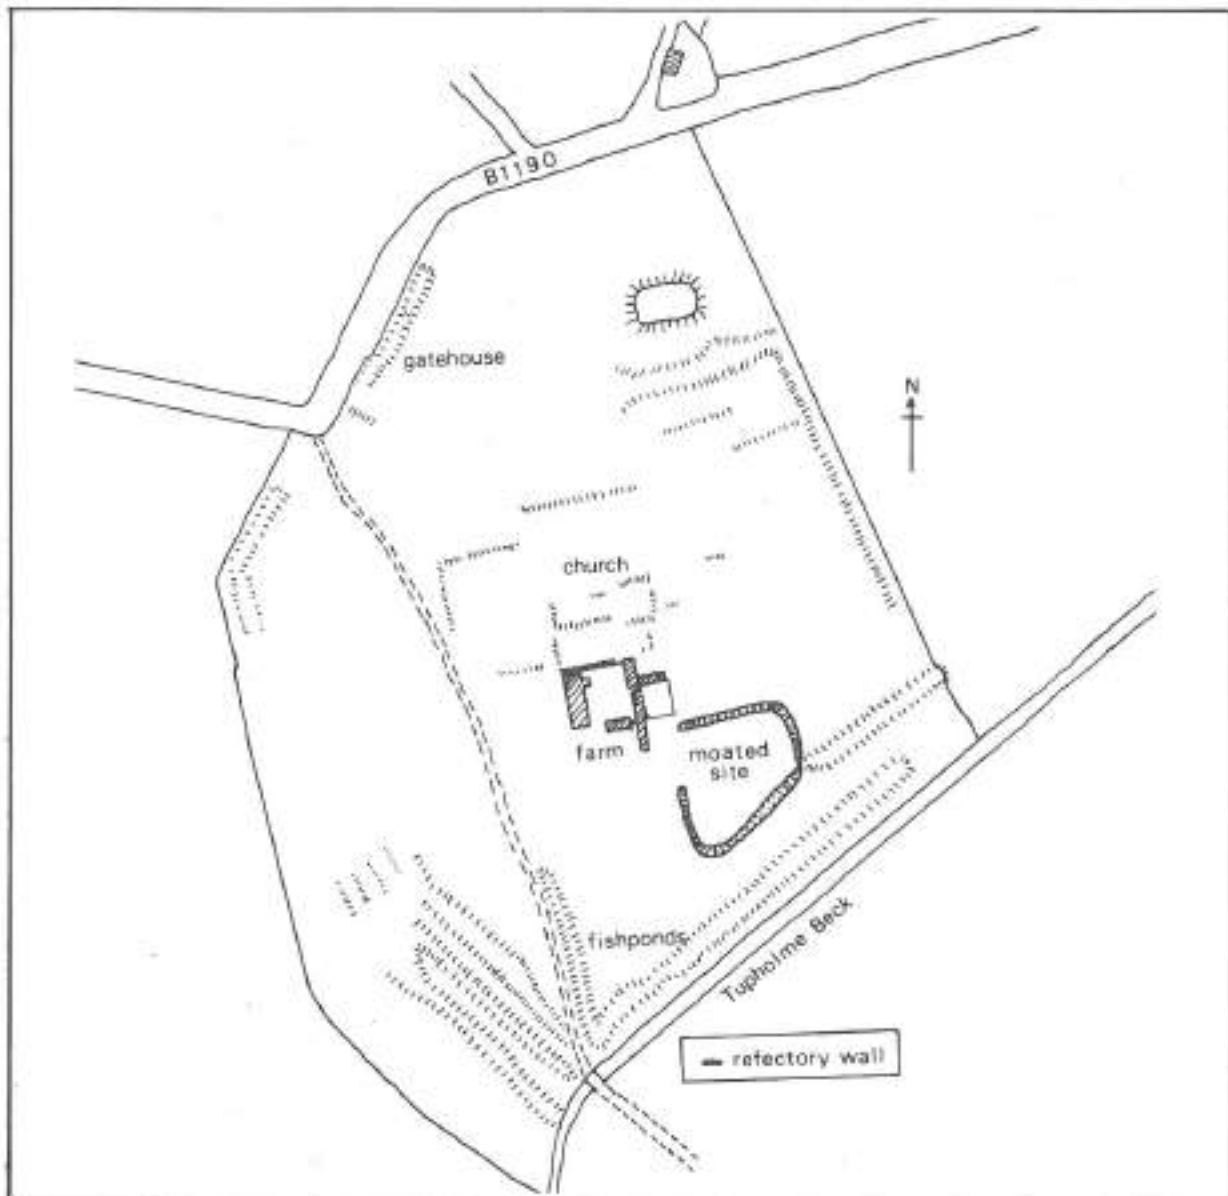 B1190
gatehouse
N
church
farm
moated
site
fishponds
Tupholme Beck
refectory wall